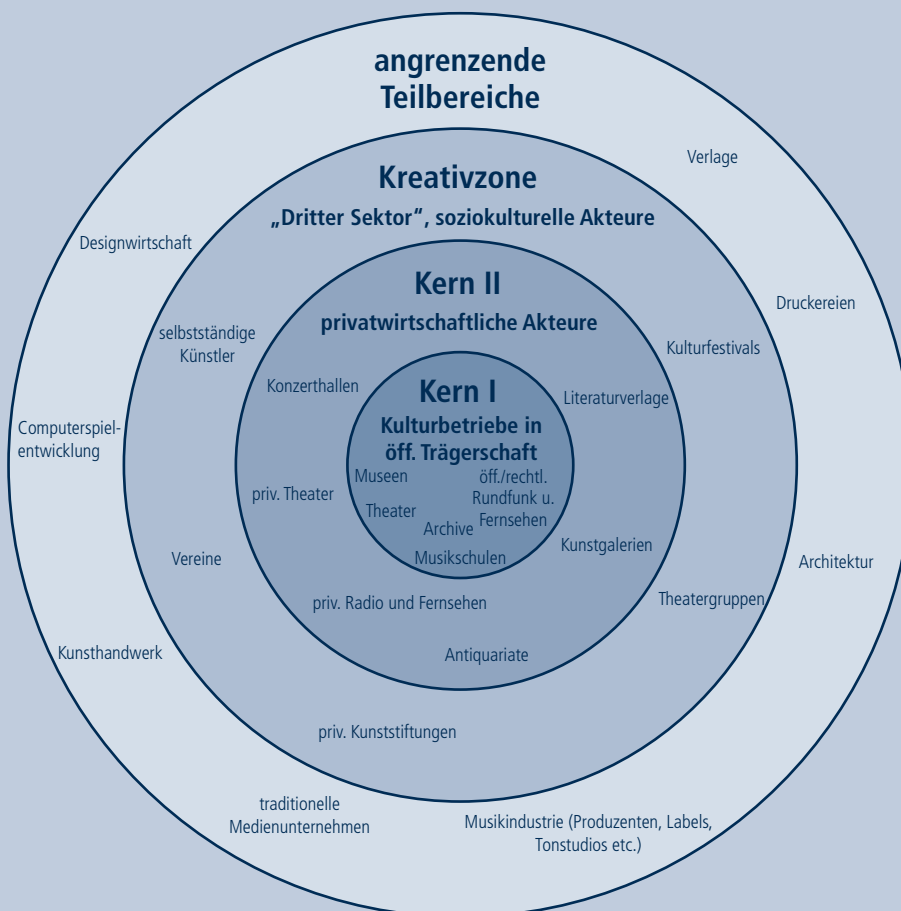 angrenzende
Teilbereiche
Verlage
Kreativzone
„Dritter Sektor“, soziokulturelle Akteure
Designwirtschaft
Kern II
Druckereien
privatwirtschaftliche Akteure
selbstständige
Künstler
Kulturfestivals
Konzerthallen
Kern I
Literaturverlage
Kulturbetriebe in
öff. Trägerschaft
Computerspiel-
entwicklung
Museen
öff./rechtl.
Rundfunk u.
Fernsehen
priv. Theater
Theater
Archive
Musikschulen
Kunstgalerien
Vereine
Architektur
priv. Radio und Fernsehen
Theatergruppen
Kunsthandwerk
Antiquariate
priv. Kunststiftungen
traditionelle
Medienunternehmen
Musikindustrie (Produzenten, Labels,
Tonstudios etc.)